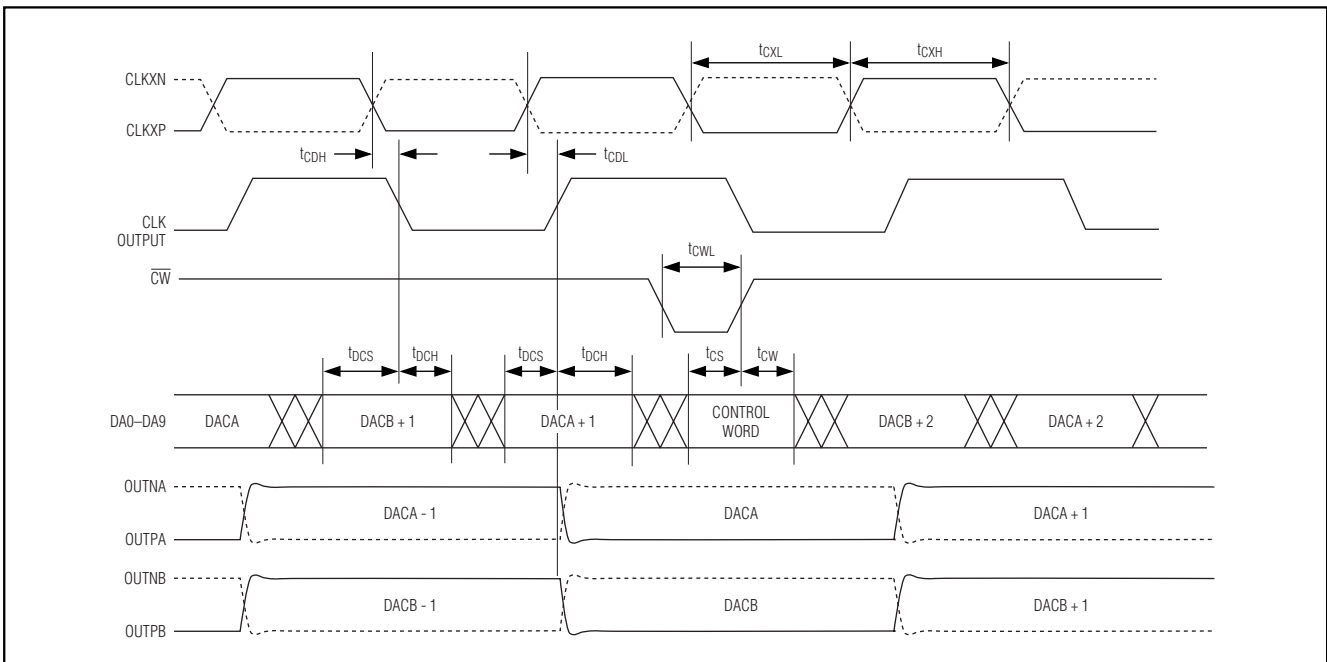 tCXL tCXH
CLKXN
CLKXP
tCDH tCDL
CLK
OUTPUT
tCWL
CW
tDCS tDCH tDCS tDCH tCS tCW
DA0–DA9 DACA DACB + 1 DACA + 1 CONTROL WORD DACB + 2 DACA + 2
OUTNA
DACA - 1 DACA DACA + 1
OUTPA
OUTNB
DACB - 1 DACB DACB + 1
OUTPB